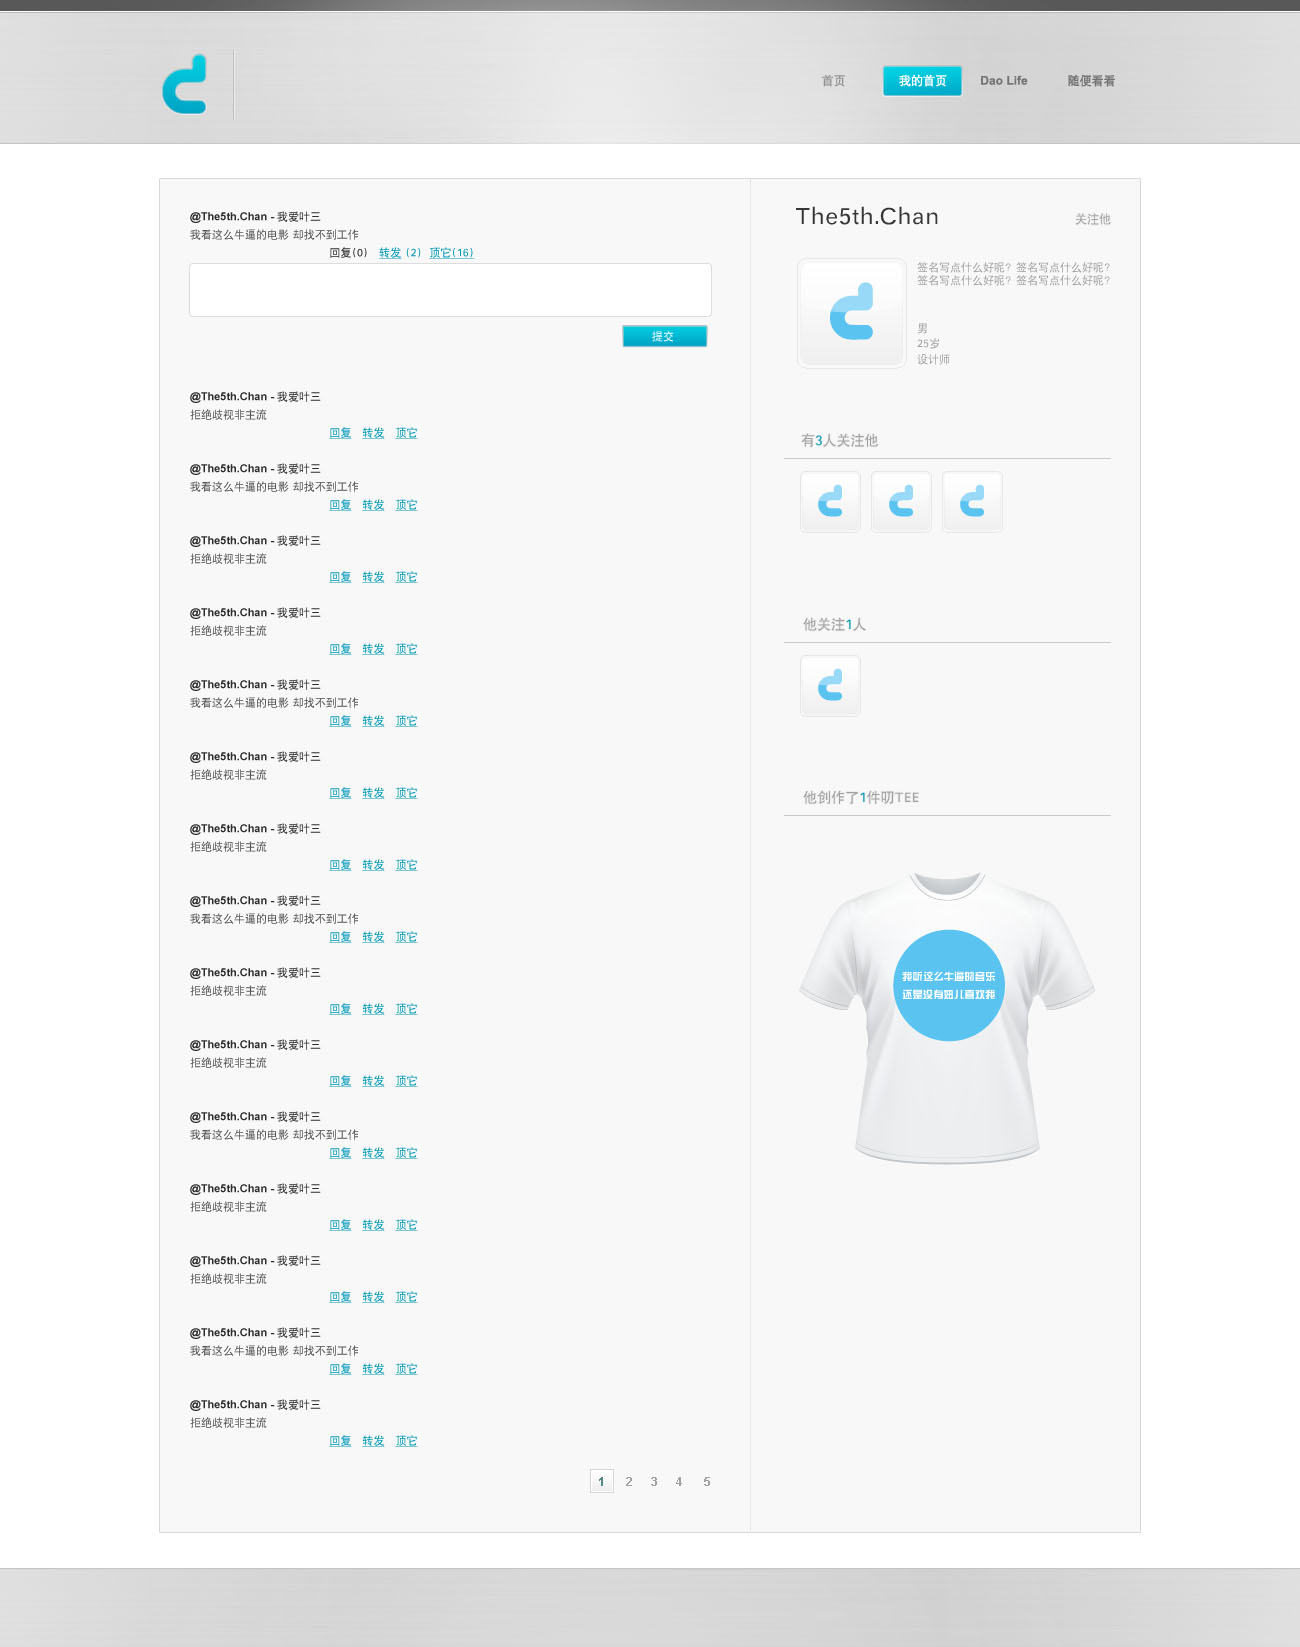 首页
我的首页
Dao Life
随便看看
@The5th.Chan - 我爱叶三
我看这么牛逼的电影 却找不到工作
回复(0) 转发 (2) 顶它(16)
提交
@The5th.Chan - 我爱叶三
拒绝歧视非主流
回复 转发 顶它
@The5th.Chan - 我爱叶三
我看这么牛逼的电影 却找不到工作
回复 转发 顶它
@The5th.Chan - 我爱叶三
拒绝歧视非主流
回复 转发 顶它
@The5th.Chan - 我爱叶三
拒绝歧视非主流
回复 转发 顶它
@The5th.Chan - 我爱叶三
我看这么牛逼的电影 却找不到工作
回复 转发 顶它
@The5th.Chan - 我爱叶三
拒绝歧视非主流
回复 转发 顶它
@The5th.Chan - 我爱叶三
拒绝歧视非主流
回复 转发 顶它
@The5th.Chan - 我爱叶三
我看这么牛逼的电影 却找不到工作
回复 转发 顶它
@The5th.Chan - 我爱叶三
拒绝歧视非主流
回复 转发 顶它
@The5th.Chan - 我爱叶三
拒绝歧视非主流
回复 转发 顶它
@The5th.Chan - 我爱叶三
我看这么牛逼的电影 却找不到工作
回复 转发 顶它
@The5th.Chan - 我爱叶三
拒绝歧视非主流
回复 转发 顶它
@The5th.Chan - 我爱叶三
拒绝歧视非主流
回复 转发 顶它
@The5th.Chan - 我爱叶三
我看这么牛逼的电影 却找不到工作
回复 转发 顶它
@The5th.Chan - 我爱叶三
拒绝歧视非主流
回复 转发 顶它
1 2 3 4 5
The5th.Chan
关注他
签名写点什么好呢? 签名写点什么好呢?
签名写点什么好呢? 签名写点什么好呢?
男
25岁
设计师
有3人关注他
他关注1人
他创作了1件叨TEE
我听这么牛逼的音乐
还是没有妞儿喜欢我